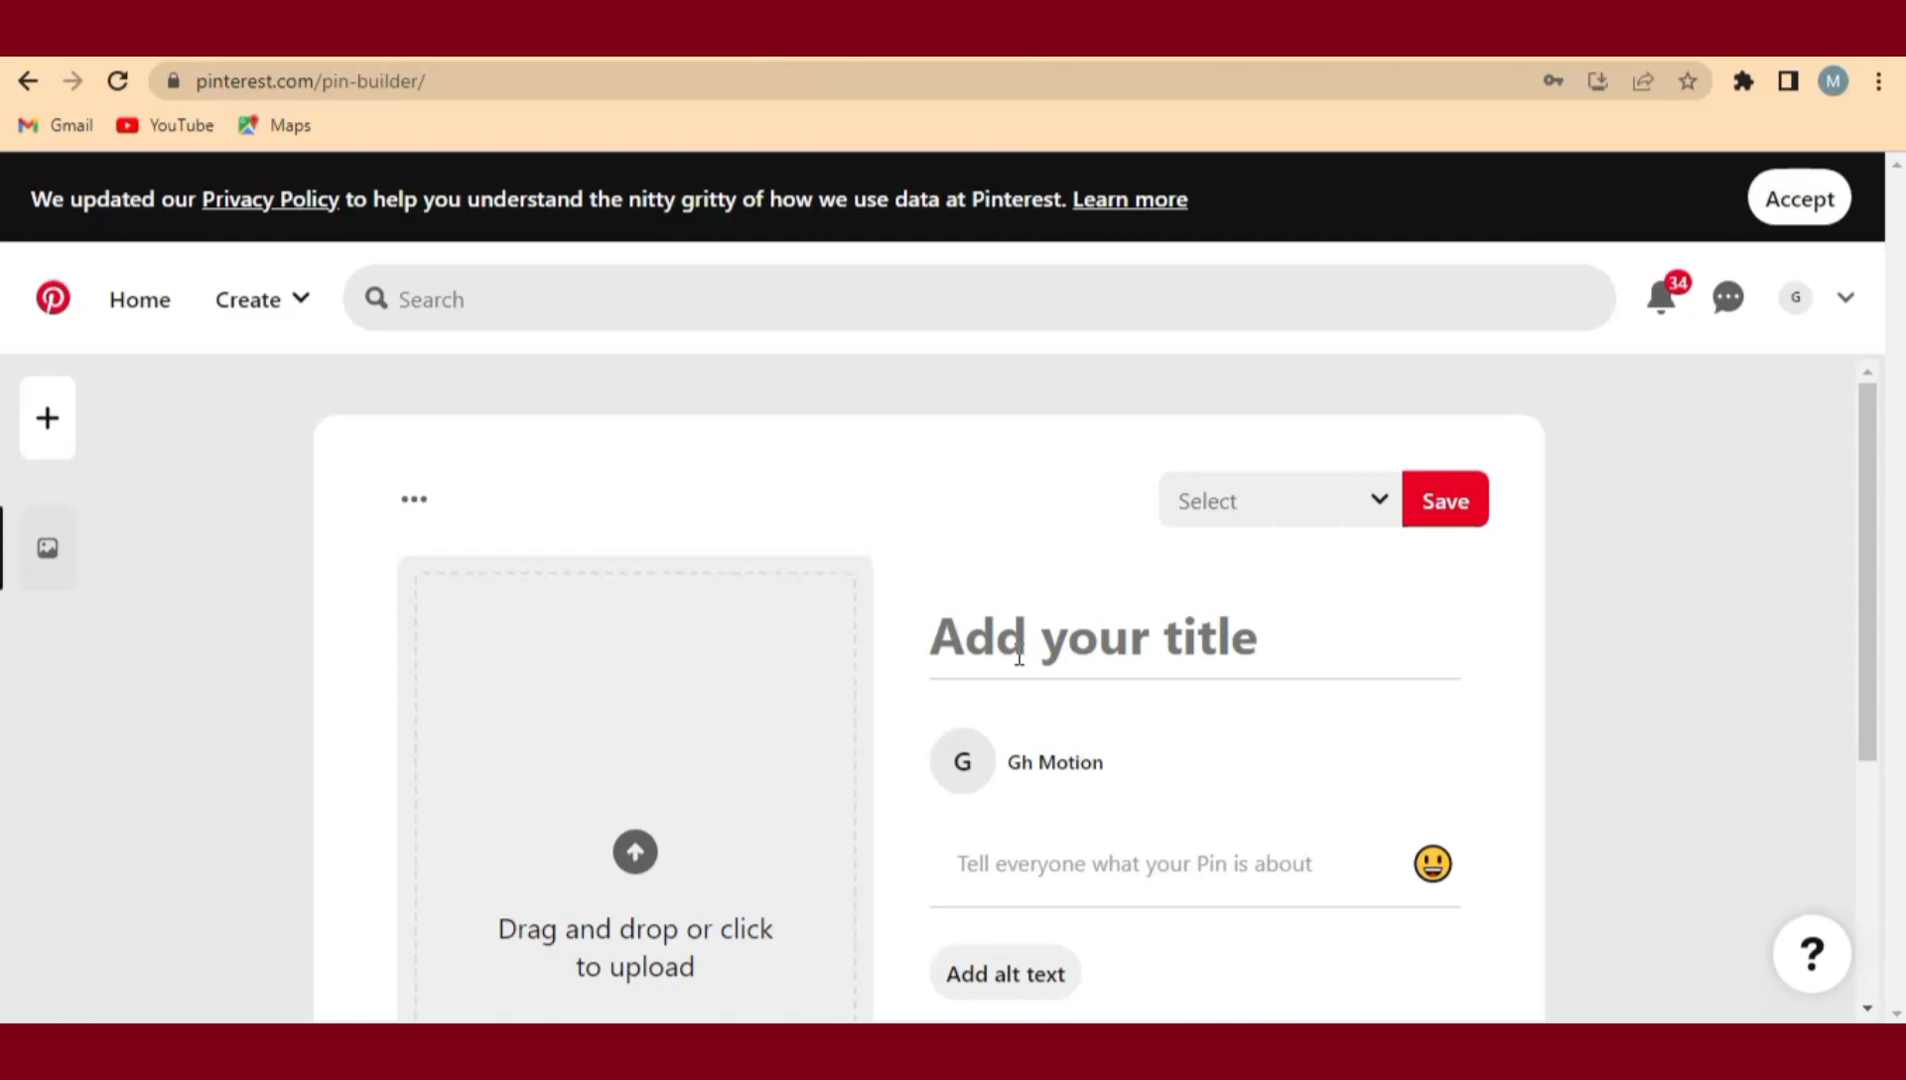 pinterest.com/pin-builder/
M
Gmail YouTube Maps
We updated our Privacy Policy to help you understand the nitty gritty of how we use data at Pinterest. Learn more
Accept
Home Create Search
34
G
Select
Save
Add your title
G Gh Motion
Tell everyone what your Pin is about
Drag and drop or click
to upload
Add alt text
?